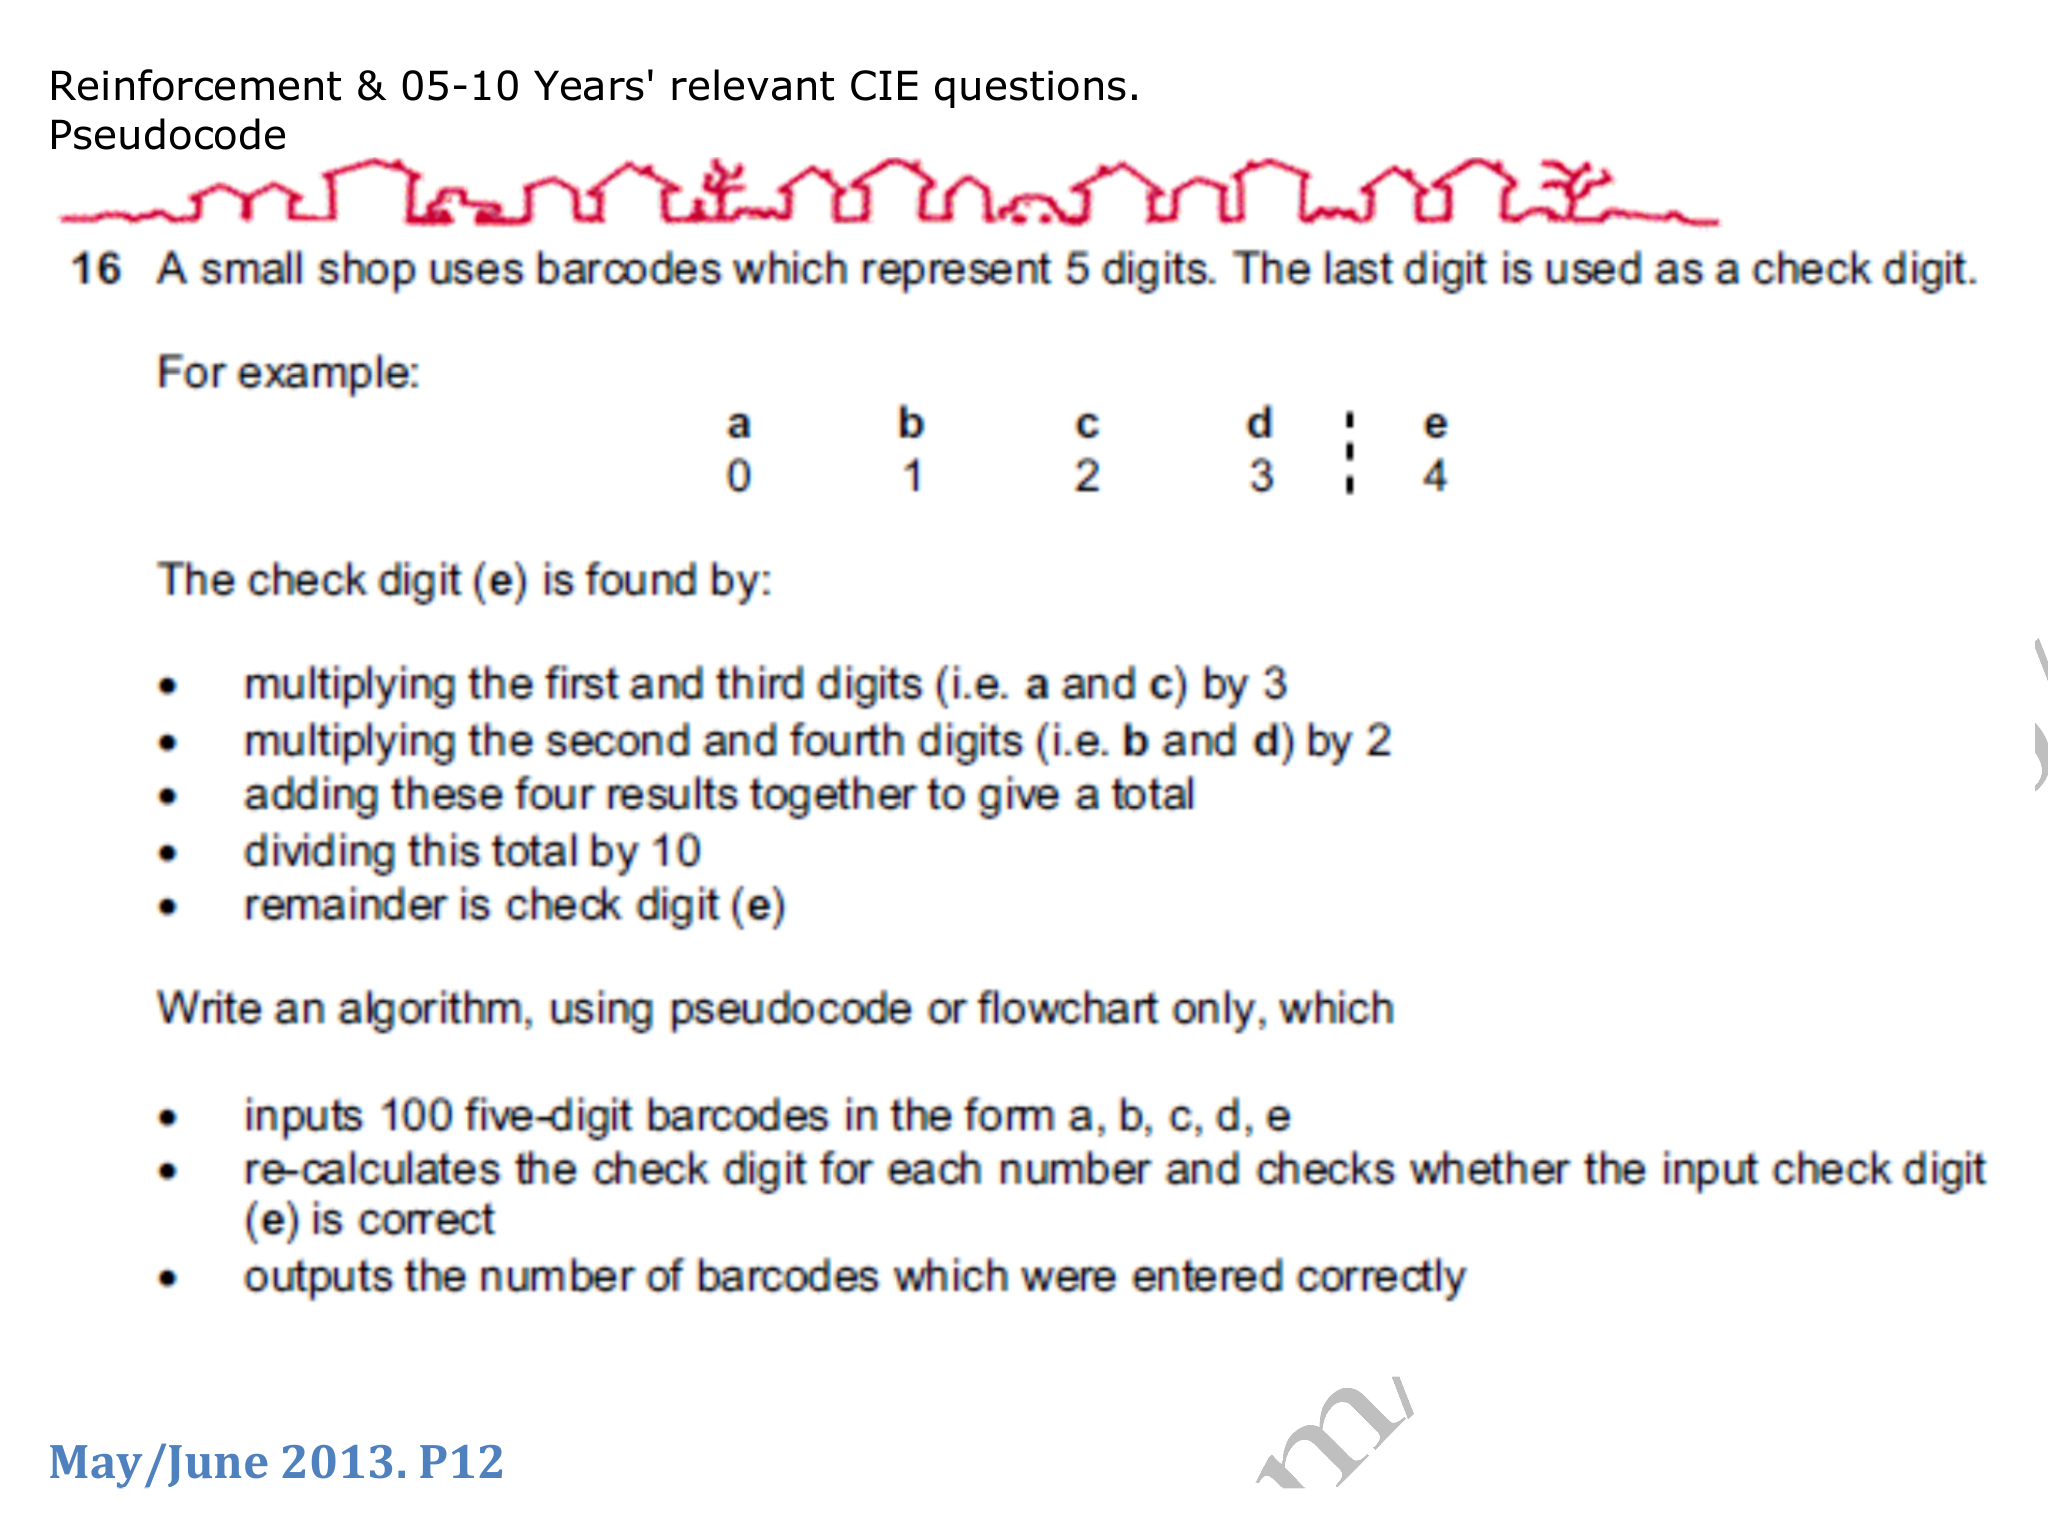 Reinforcement & 05-10 Years' relevant CIE questions.
Pseudocode
16 A small shop uses barcodes which represent 5 digits. The last digit is used as a check digit.
For example:
a b c d e
0 1 2 3 4
The check digit (e) is found by:
• multiplying the first and third digits (i.e. a and c) by 3
• multiplying the second and fourth digits (i.e. b and d) by 2
• adding these four results together to give a total
• dividing this total by 10
• remainder is check digit (e)
Write an algorithm, using pseudocode or flowchart only, which
• inputs 100 five-digit barcodes in the form a, b, c, d, e
• re-calculates the check digit for each number and checks whether the input check digit
(e) is correct
• outputs the number of barcodes which were entered correctly
m/
May/June 2013. P12